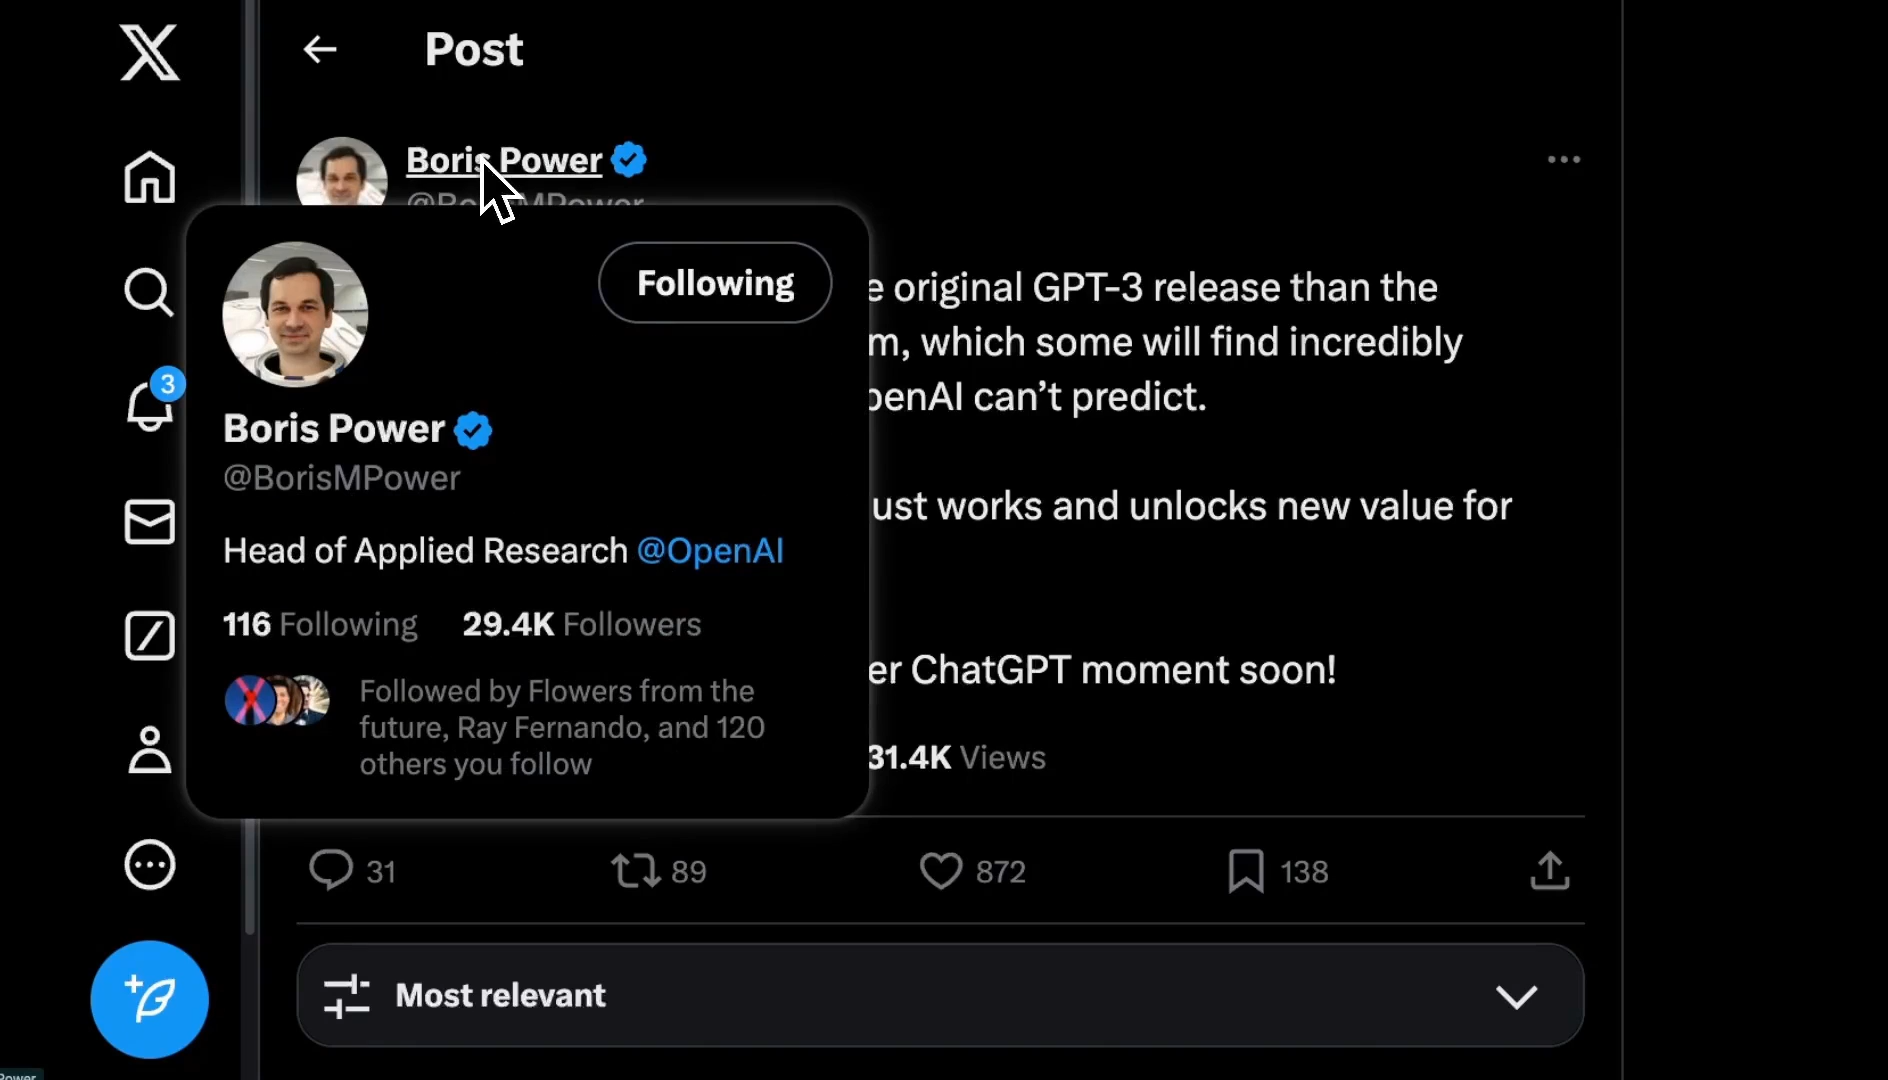 Post
Boris Power
@BorisMPower
Following
Boris Power
@BorisMPower
Head of Applied Research @OpenAI
116 Following 29.4K Followers
Followed by Flowers from the
future, Ray Fernando, and 120
others you follow
3
original GPT-3 release than the
which some will find incredibly
can't predict.
works and unlocks new value for
ChatGPT moment soon!
31.4K Views
31
89
872
138
Most relevant
Power